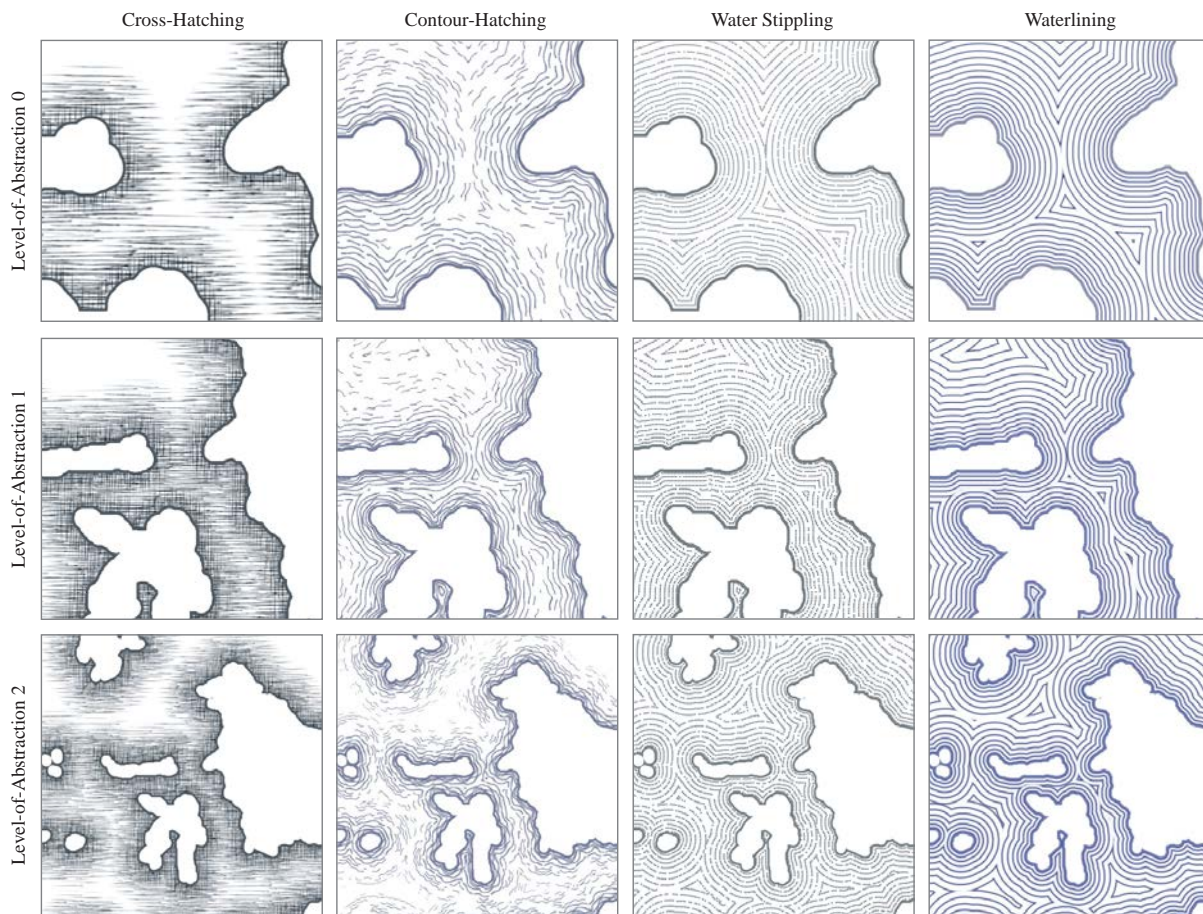 Cross-Hatching
Contour-Hatching
Water Stippling
Waterlining
Level-of-Abstraction 0
Level-of-Abstraction 1
Level-of-Abstraction 2